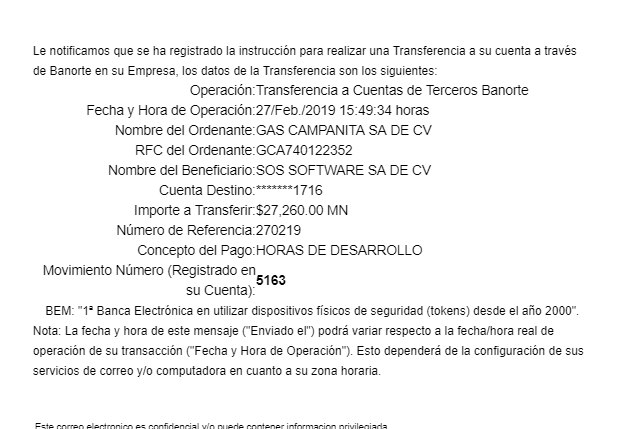 Le notificamos que se ha registrado la instrucción para realizar una Transferencia a su cuenta a través
de Banorte en su Empresa, los datos de la Transferencia son los siguientes:
Operación:Transferencia a Cuentas de Terceros Banorte
Fecha y Hora de Operación:27/Feb./2019 15:49:34 horas
Nombre del Ordenante:GAS CAMPANITA SA DE CV
RFC del Ordenante:GCA740122352
Nombre del Beneficiario:SOS SOFTWARE SA DE CV
Cuenta Destino:*******1716
Importe a Transferir:$27,260.00 MN
Número de Referencia:270219
Concepto del Pago:HORAS DE DESARROLLO
Movimiento Número (Registrado en
su Cuenta):5163
BEM: "1ª Banca Electrónica en utilizar dispositivos físicos de seguridad (tokens) desde el año 2000".
Nota: La fecha y hora de este mensaje ("Enviado el") podrá variar respecto a la fecha/hora real de
operación de su transacción ("Fecha y Hora de Operación"). Esto dependerá de la configuración de sus
servicios de correo y/o computadora en cuanto a su zona horaria.
Este correo electronico es confidencial y/o puede contener informacion privilegiada.